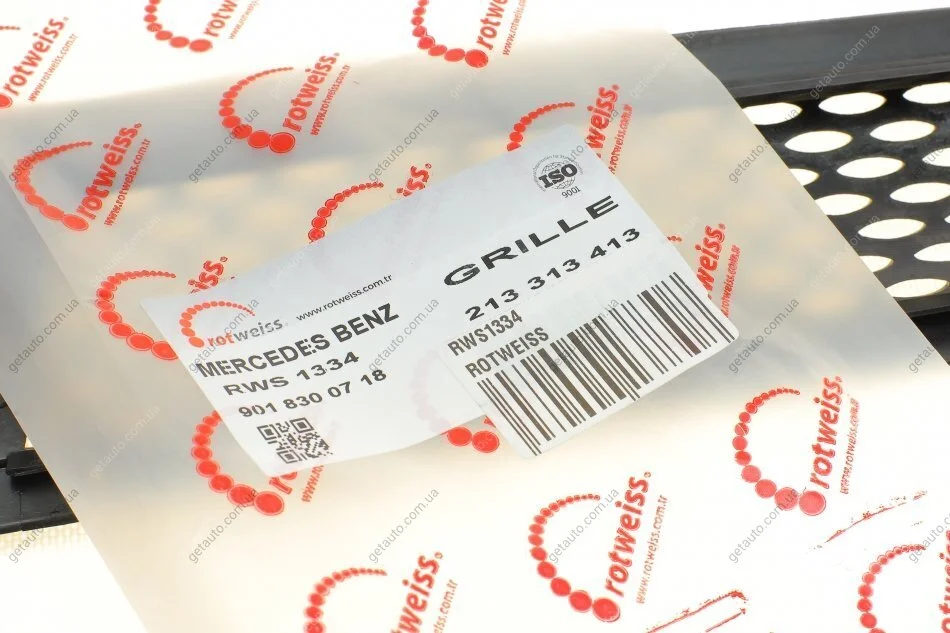 rotweiss®
www.rotweiss.com.tr
MERCEDES BENZ
RWS 1334
901 830 07 18
ISO
9001
GRILLE
213 313 413
RWS1334
ROTWEISS
rotweiss®
www.rotweiss.com.tr
getauto.com.ua